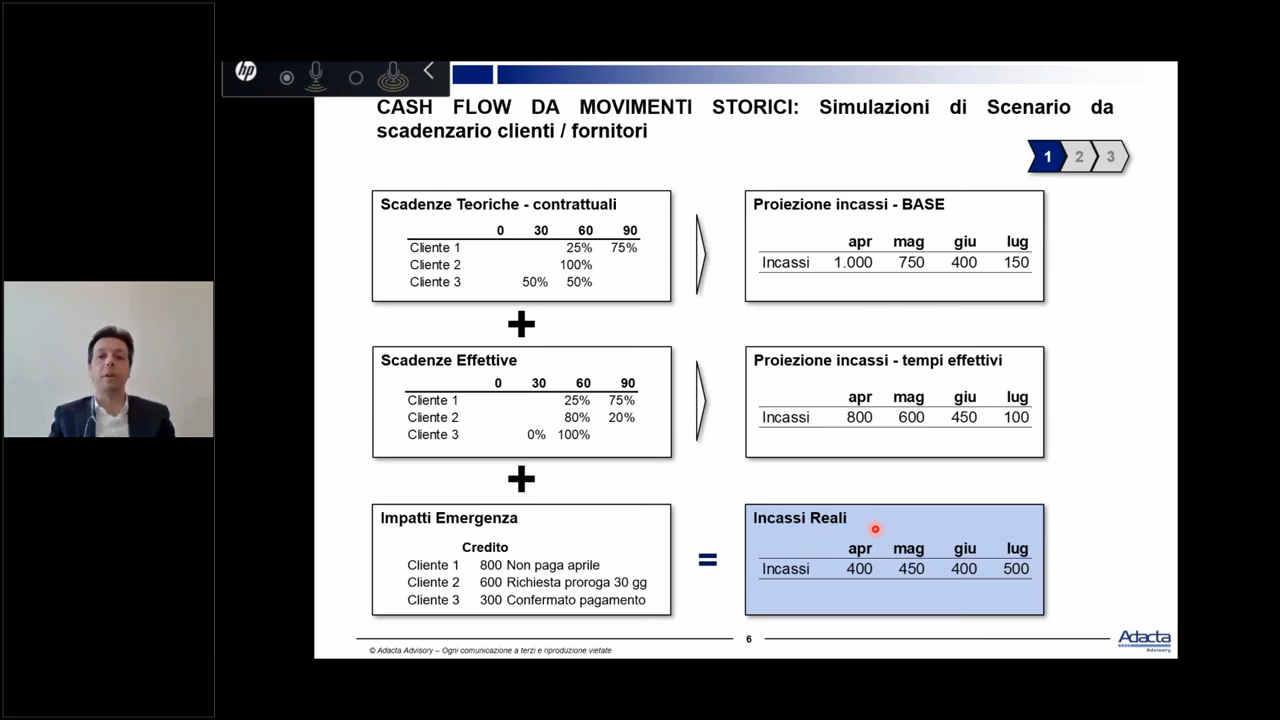 hp
CASH FLOW DA MOVIMENTI STORICI: Simulazioni di Scenario da
scadenzario clienti / fornitori
1 2 3
Scadenze Teoriche - contrattuali
0 30 60 90
Cliente 1 25% 75%
Cliente 2 100%
Cliente 3 50% 50%
Proiezione incassi - BASE
apr mag giu lug
Incassi 1.000 750 400 150
+
Scadenze Effettive
0 30 60 90
Cliente 1 25% 75%
Cliente 2 80% 20%
Cliente 3 0% 100%
Proiezione incassi - tempi effettivi
apr mag giu lug
Incassi 800 600 450 100
+
Impatti Emergenza
Credito
Cliente 1 800 Non paga aprile
Cliente 2 600 Richiesta proroga 30 gg
Cliente 3 300 Confermato pagamento
=
Incassi Reali
apr mag giu lug
Incassi 400 450 400 500
6
© Adacta Advisory – Ogni comunicazione a terzi e riproduzione vietate
Adacta
Advisory